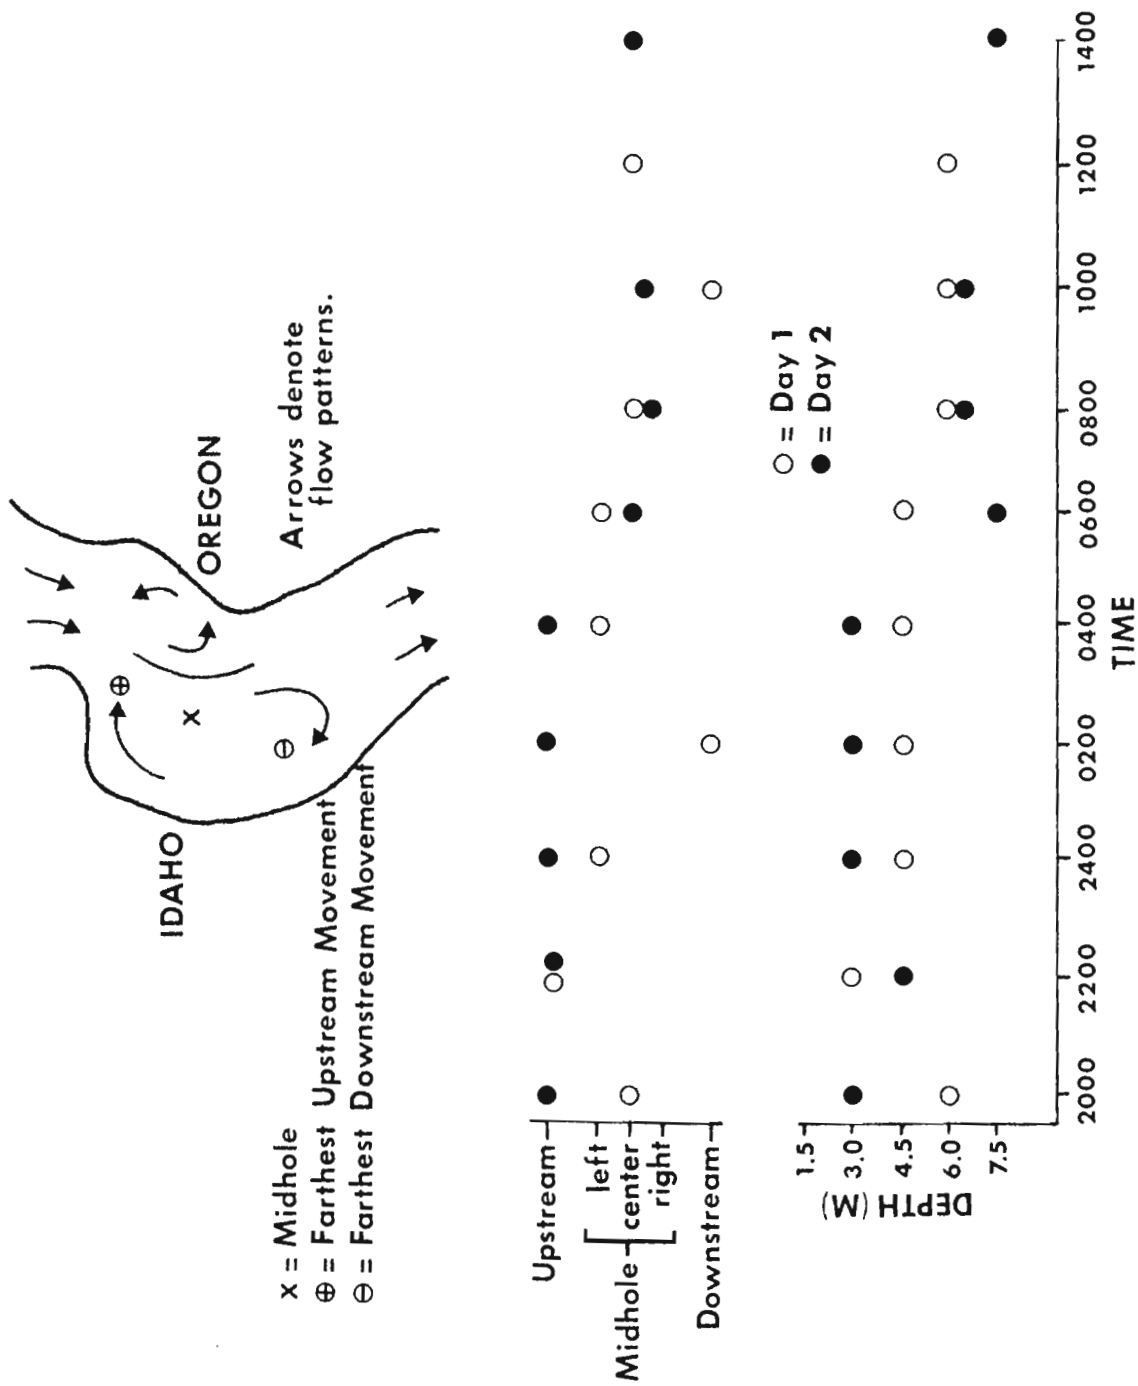 IDAHO
OREGON
Arrows denote
flow patterns.
X = Midhole
⊕ = Farthest Upstream Movement
⊖ = Farthest Downstream Movement
Upstream
Midhole
left
center
right
Downstream
○ = Day 1
● = Day 2
DEPTH (M)
1.5
3.0
4.5
6.0
7.5
2000 2200 2400 0200 0400 0600 0800 1000 1200 1400
TIME